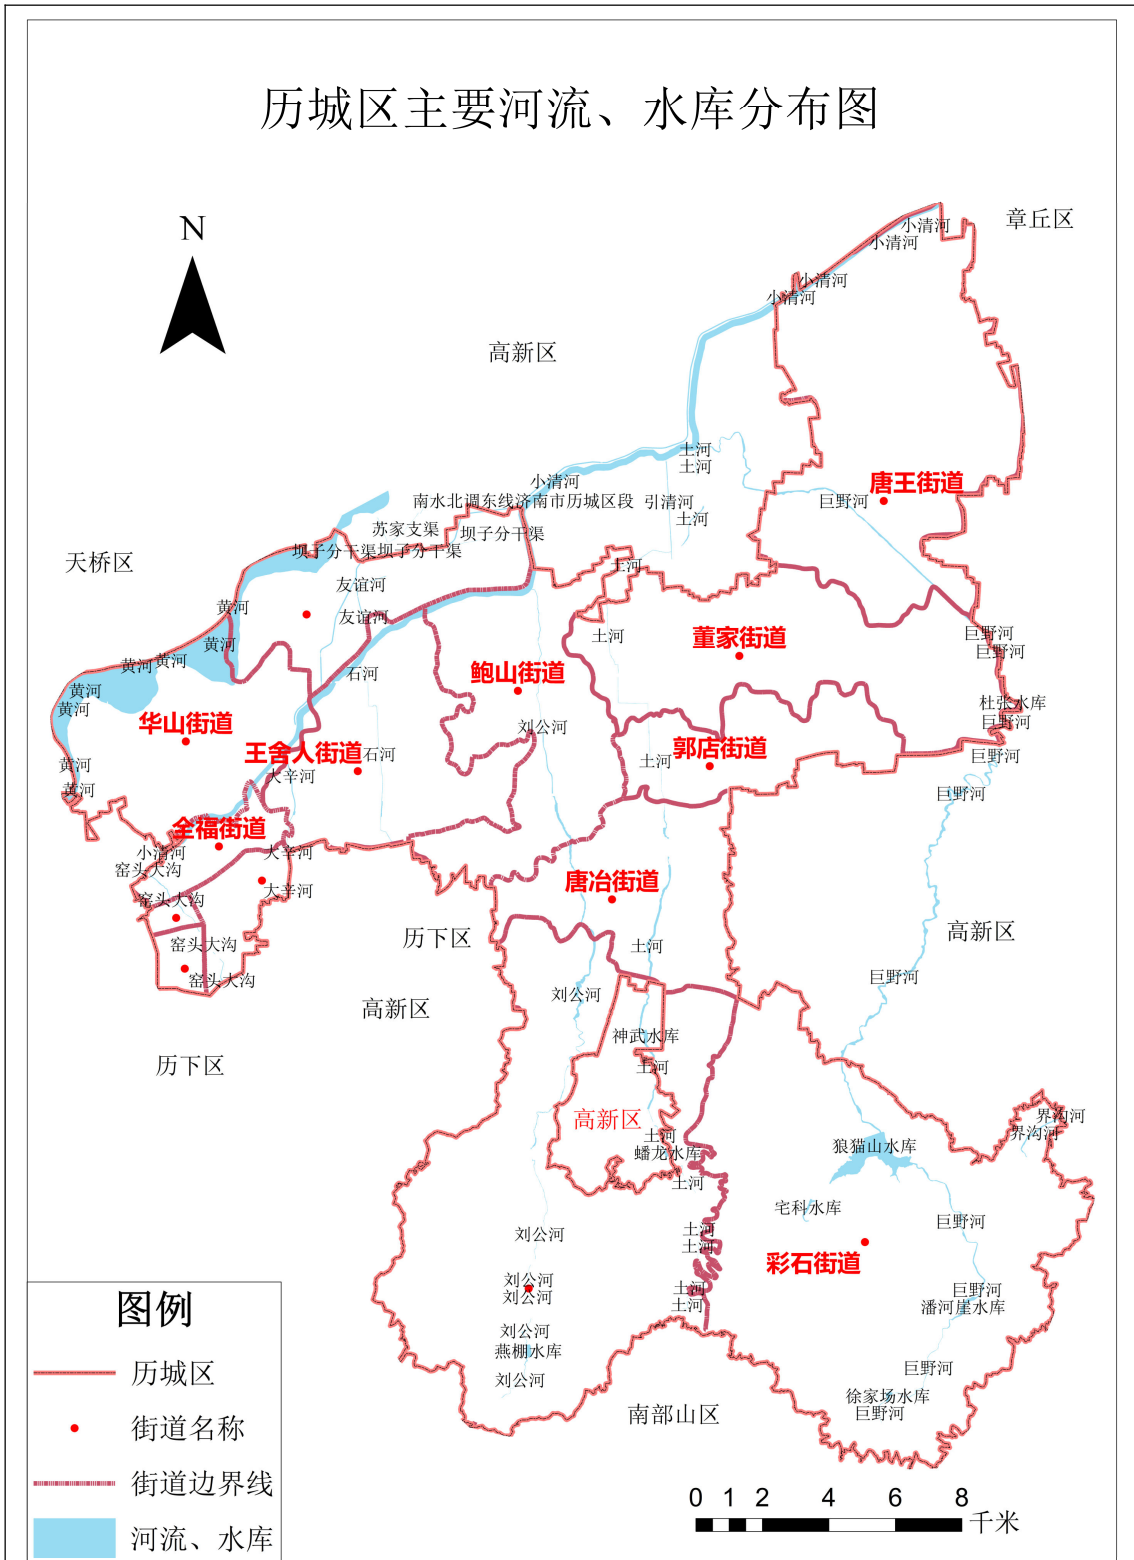 历城区主要河流、水库分布图
N
章丘区
小清河
小清河
小清河
小清河
高新区
土河
土河
小清河
唐王街道
南水北调东线济南市历城区段
引清河
巨野河
土河
苏家支渠
坝子分干渠
坝子分干渠
坝子分干渠
天桥区
土河
友谊河
黄河
友谊河
土河
董家街道
巨野河
黄河
巨野河
黄河
黄河
石河
鲍山街道
黄河
杜张水库
黄河
华山街道
刘公河
巨野河
王舍人街道
石河
郭店街道
巨野河
黄河
大辛河
土河
黄河
巨野河
全福街道
小清河
大辛河
窑头大沟
唐冶街道
大辛河
窑头大沟
历下区
高新区
窑头大沟
土河
窑头大沟
巨野河
刘公河
高新区
神武水库
历下区
土河
高新区
界沟河
土河
界沟河
狼猫山水库
蟠龙水库
土河
宅科水库
巨野河
刘公河
土河
土河
彩石街道
刘公河
土河
巨野河
刘公河
土河
潘河崖水库
刘公河
燕棚水库
巨野河
刘公河
徐家场水库
巨野河
南部山区
图例
历城区
街道名称
街道边界线
河流、水库
0 1 2 4 6 8
千米